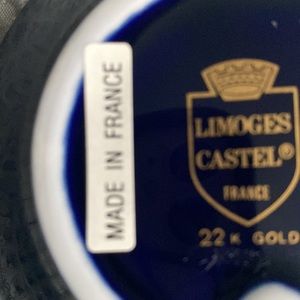 MADE IN FRANCE
LIMOGES
CASTEL®
FRANCE
22 K GOLD